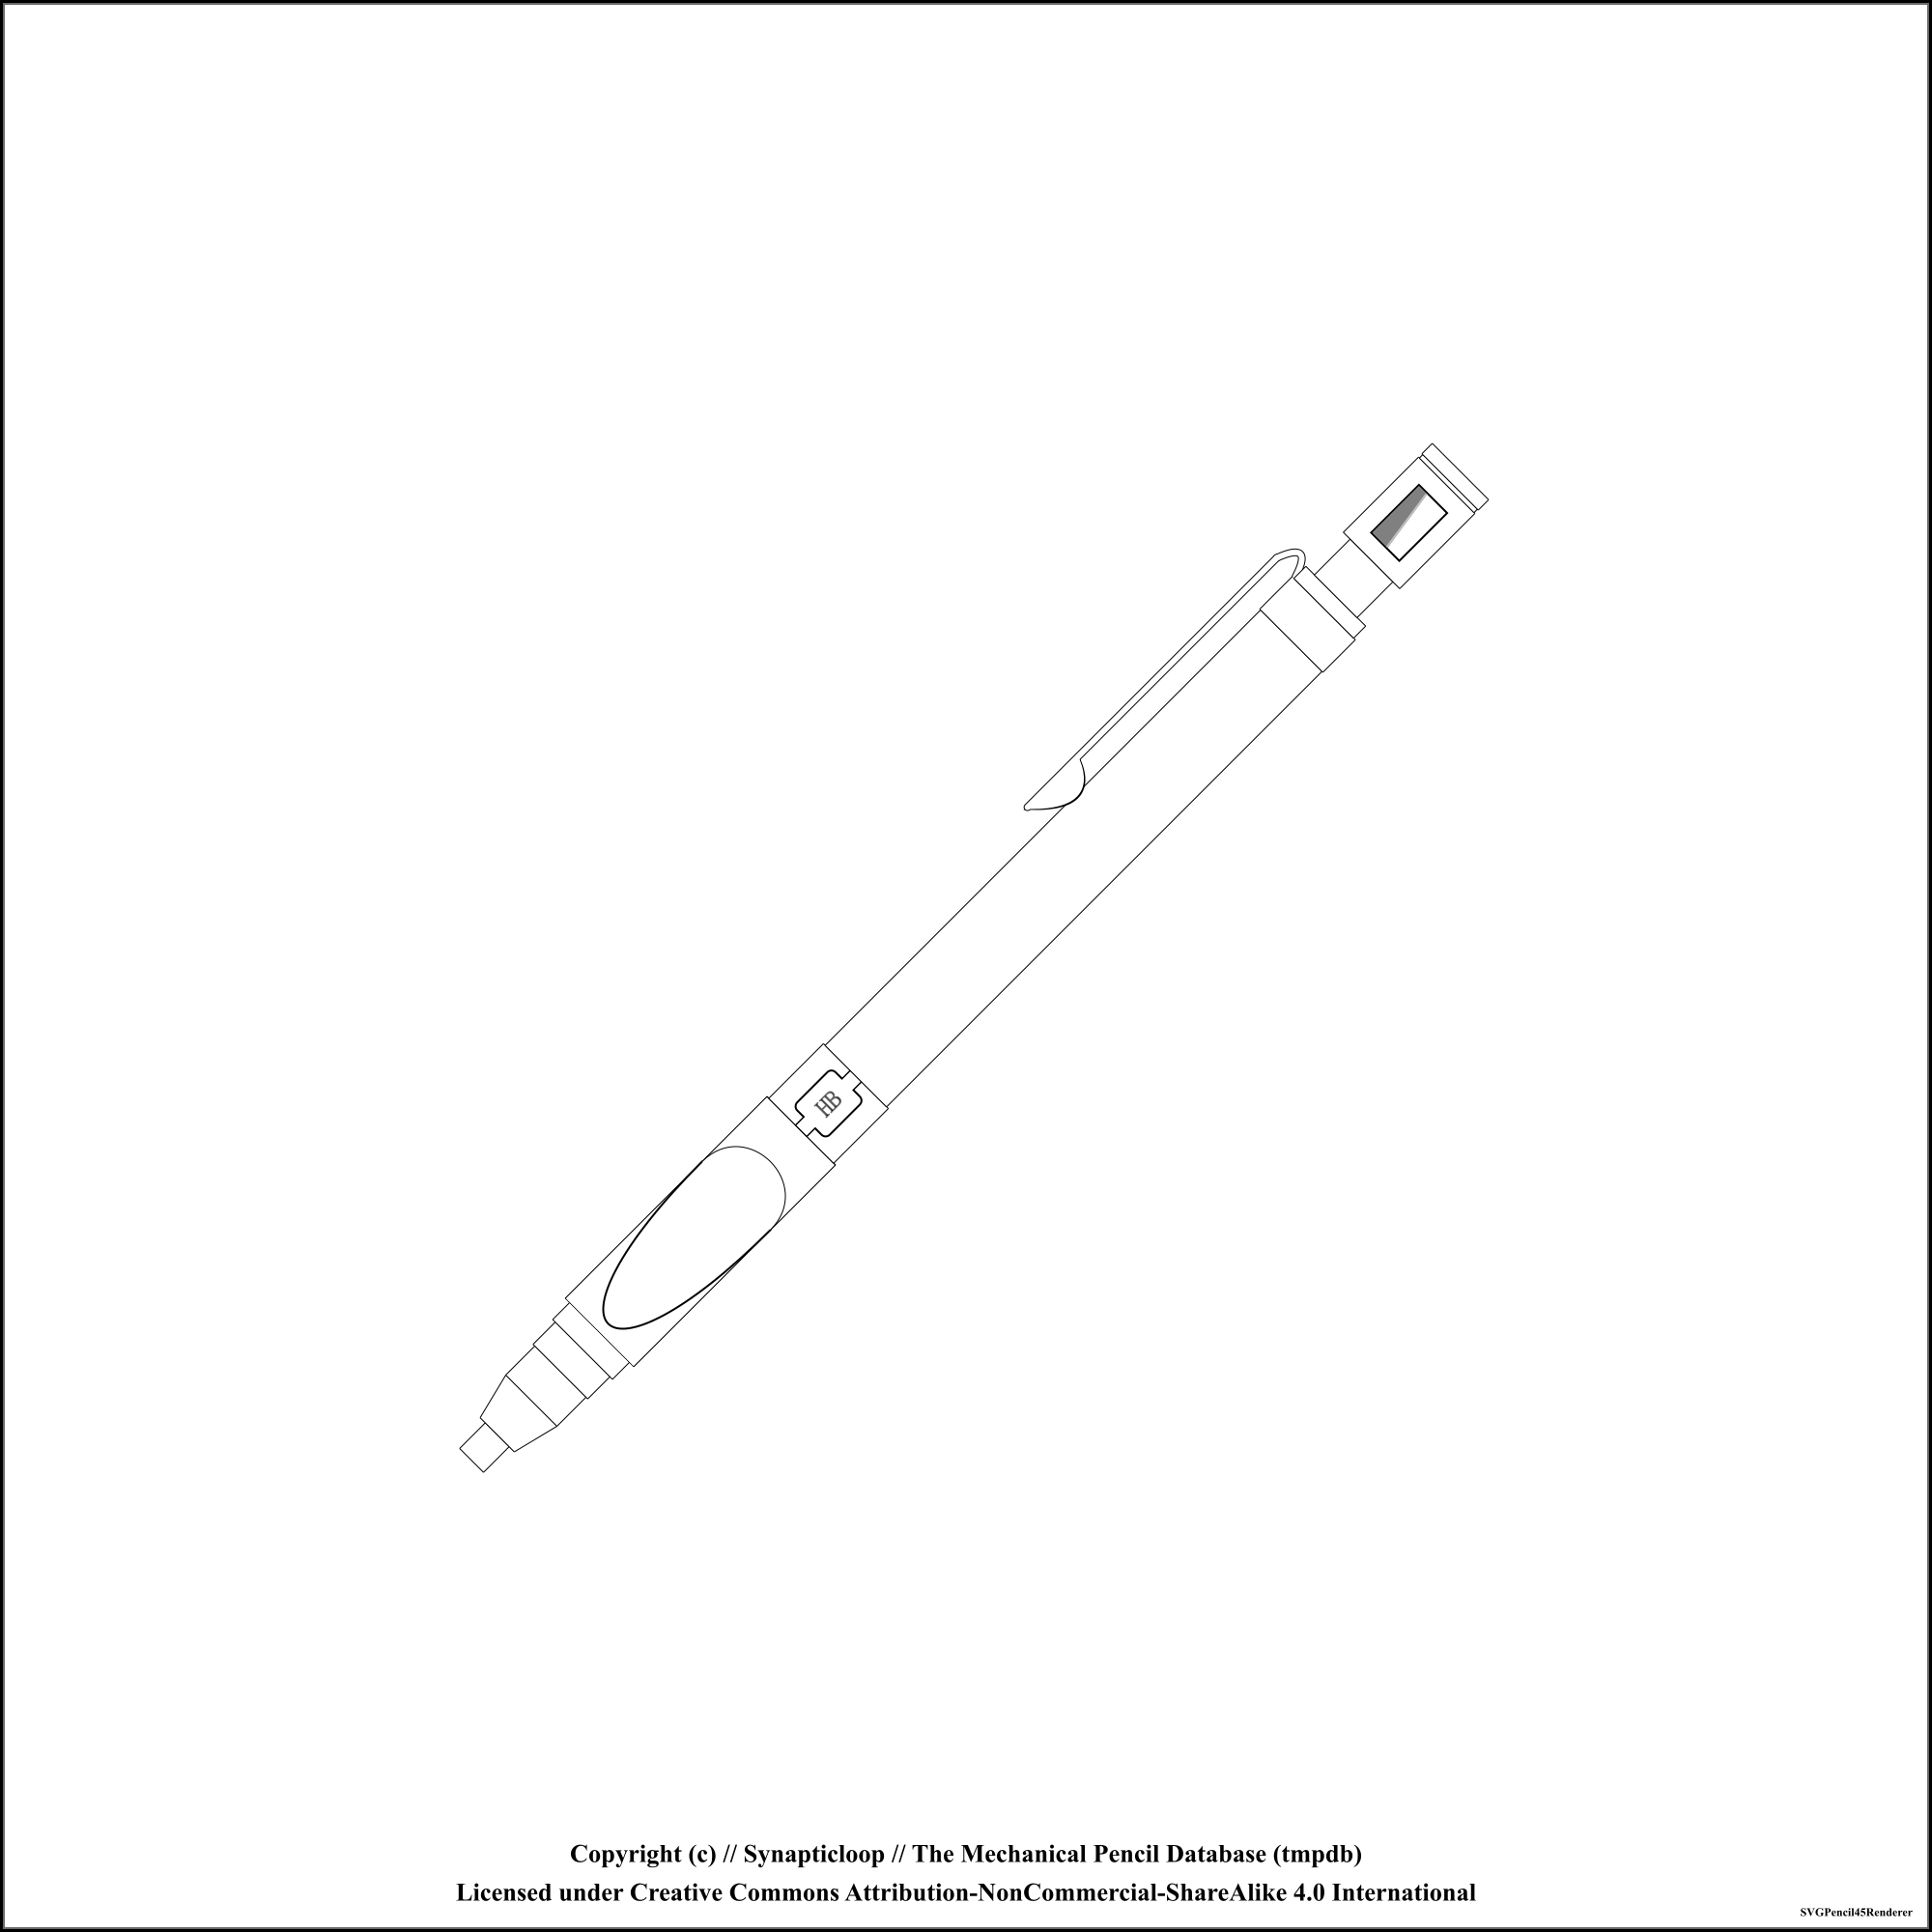 HB
Copyright (c) // Synapticloop // The Mechanical Pencil Database (tmpdb)
Licensed under Creative Commons Attribution-NonCommercial-ShareAlike 4.0 International
SVGPencil45Renderer